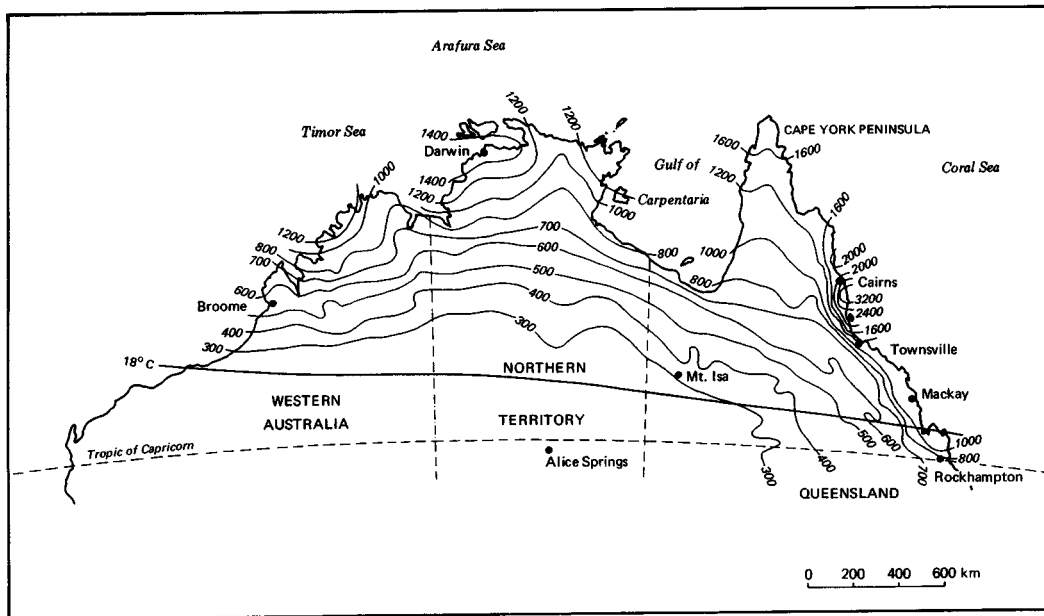 Arafura Sea
Timor Sea
1200
1200
1400
Darwin
1400
1200
1000
1200
800
700
600
Broome
400
300
18° C
Gulf of
Carpentaria
1000
CAPE YORK PENINSULA
1600
1600
1200
Coral Sea
1600
1000
800
800
700
600
500
400
300
2000
2000
Cairns
3200
2400
1600
Townsville
NORTHERN
Mt. Isa
Mackay
WESTERN
AUSTRALIA
TERRITORY
Tropic of Capricorn
Alice Springs
300
400
500
600
700
1000
800
Rockhampton
QUEENSLAND
0 200 400 600 km